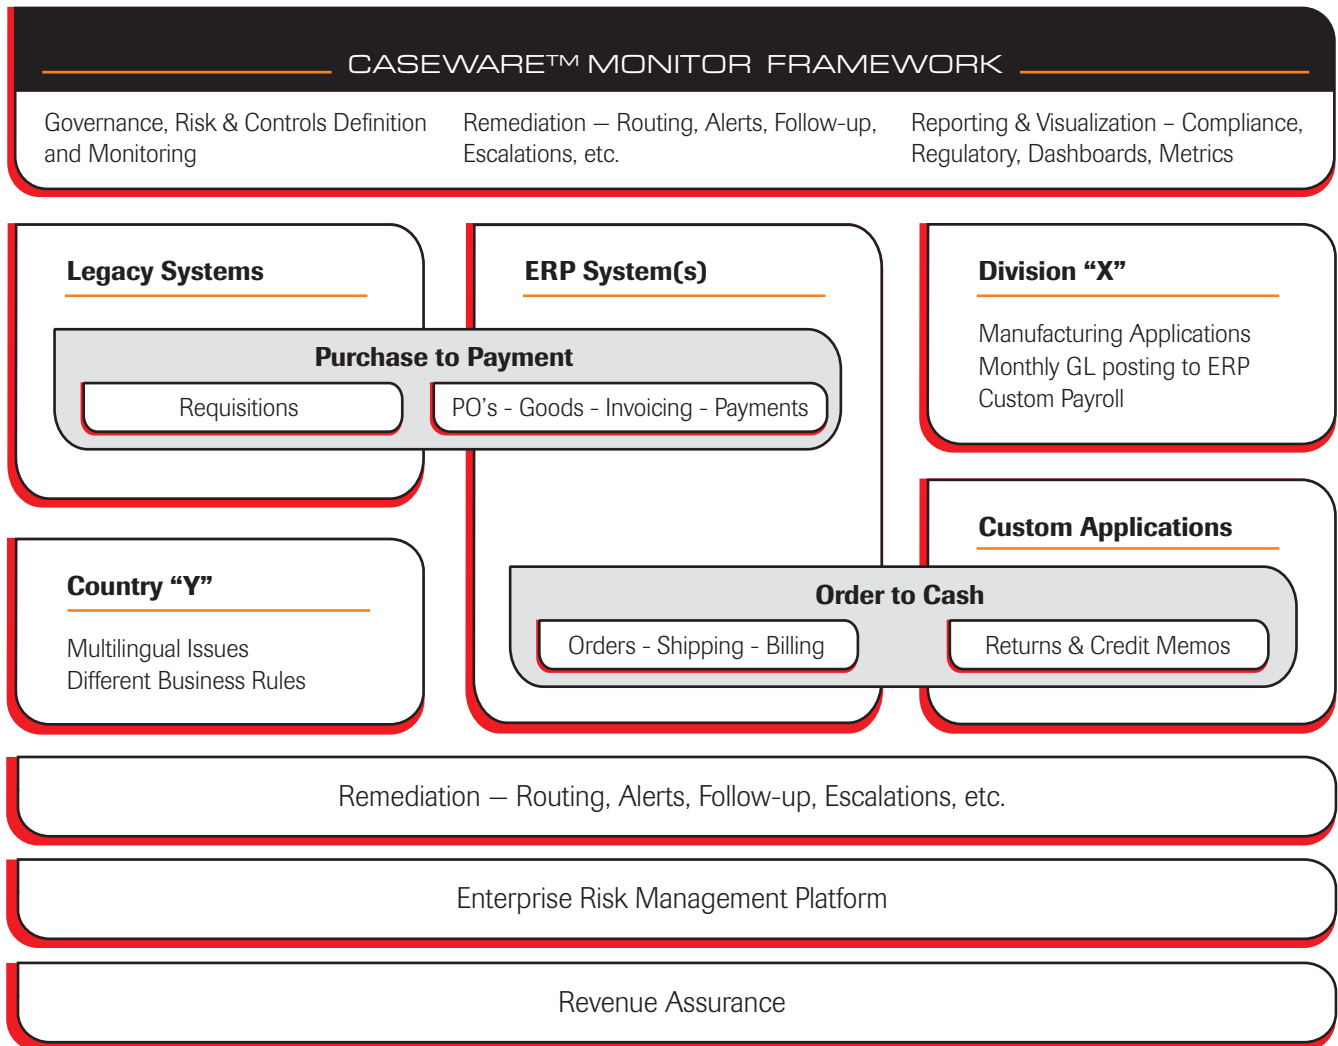 CASEWARE™ MONITOR FRAMEWORK
Governance, Risk & Controls Definition
and Monitoring
Remediation — Routing, Alerts, Follow-up,
Escalations, etc.
Reporting & Visualization – Compliance,
Regulatory, Dashboards, Metrics
Legacy Systems
ERP System(s)
Purchase to Payment
Requisitions
PO's - Goods - Invoicing - Payments
Division “X”
Manufacturing Applications
Monthly GL posting to ERP
Custom Payroll
Country “Y”
Multilingual Issues
Different Business Rules
Custom Applications
Order to Cash
Orders - Shipping - Billing
Returns & Credit Memos
Remediation — Routing, Alerts, Follow-up, Escalations, etc.
Enterprise Risk Management Platform
Revenue Assurance